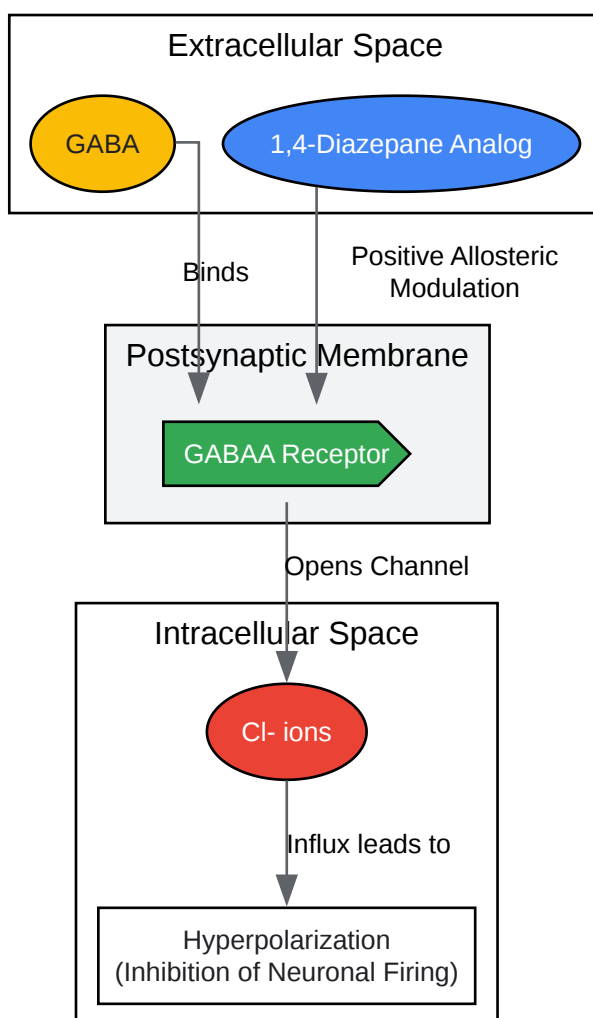 Extracellular Space
GABA
1,4-Diazepane Analog
Binds
Positive Allosteric
Modulation
Postsynaptic Membrane
GABAA Receptor
Opens Channel
Intracellular Space
Cl- ions
Influx leads to
Hyperpolarization
(Inhibition of Neuronal Firing)